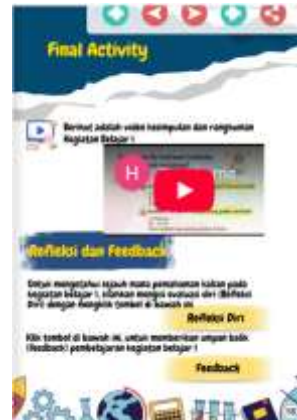 Final Activity
Berikut adalah video kesimpulan dan rangkuman
Kegiatan Belajar 1
H
Refleksi dan Feedback
Untuk mengetahui sejauh mana pemahaman kalian pada
kegiatan belajar 1, silahkan mengisi evaluasi diri (Refleksi
Diri) dengan mengklik tombol di bawah ini
Refleksi Diri
Klik tombol di bawah ini, untuk memberikan umpan balik
(feedback) pembelajaran kegiatan belajar 1
Feedback